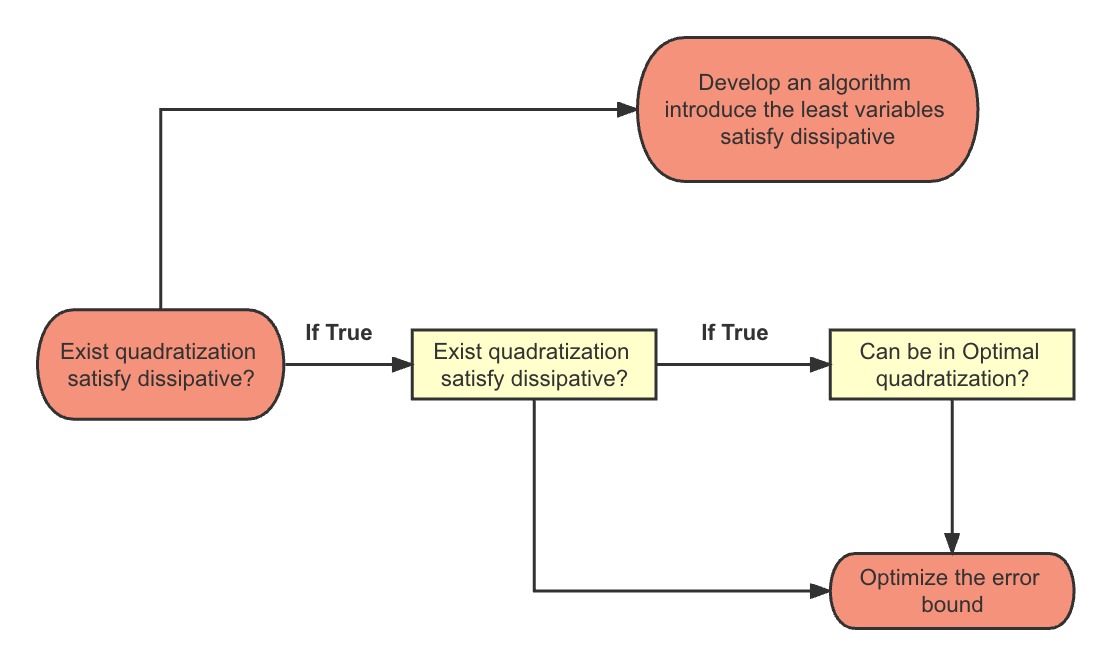 Develop an algorithm
introduce the least variables
satisfy dissipative
If True
If True
Exist quadratization
satisfy dissipative?
Exist quadratization
satisfy dissipative?
Can be in Optimal
quadratization?
Optimize the error
bound